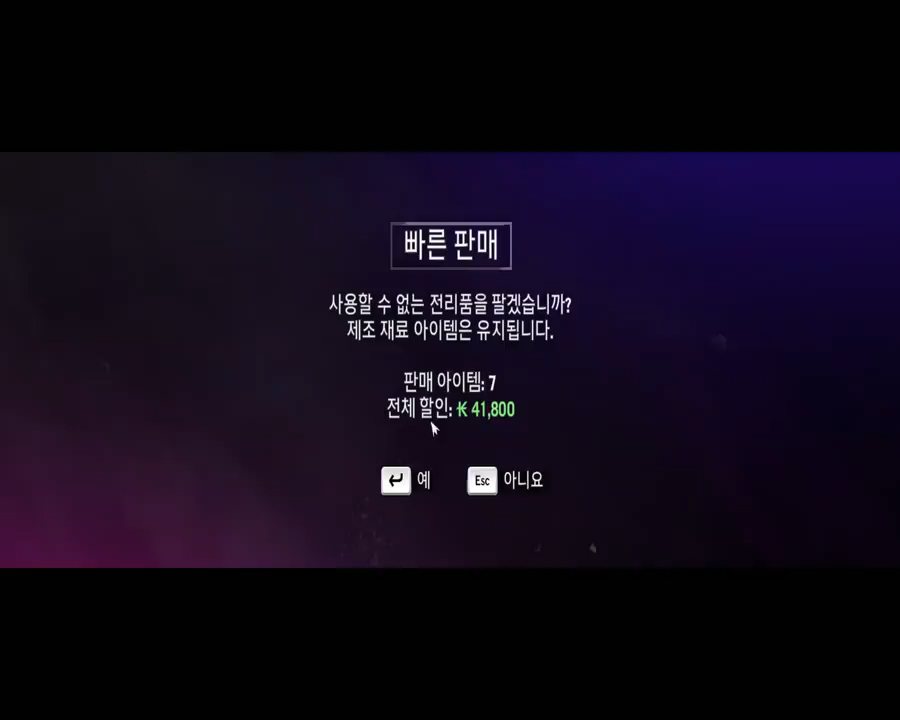 빠른 판매
사용할 수 없는 전리품을 팔겠습니까?
제조 재료 아이템은 유지됩니다.
판매 아이템: 7
전체 할인: ₭ 41,800
예
Esc 아니요